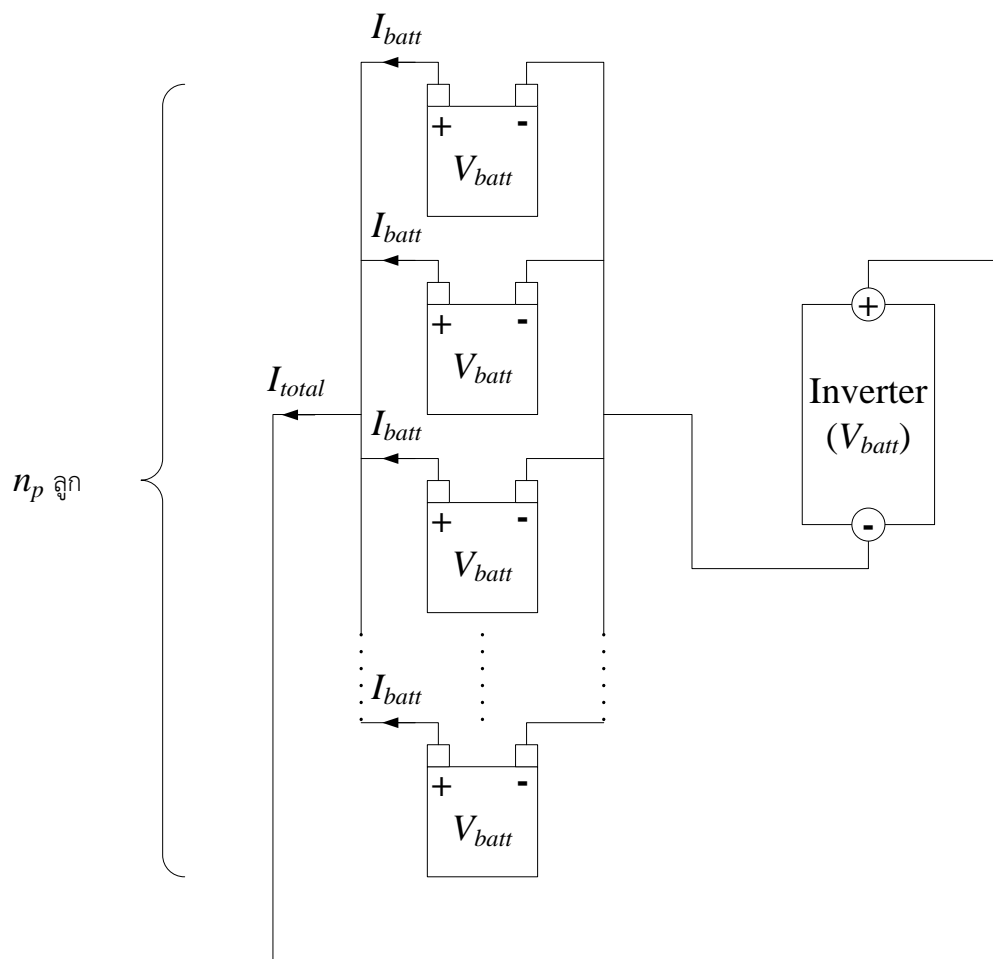 I_batt
+ -
V_batt
I_batt
+ -
V_batt
I_total
I_batt
+ -
V_batt
n_p ลูก
I_batt
+ -
V_batt
+
Inverter
(V_batt)
-